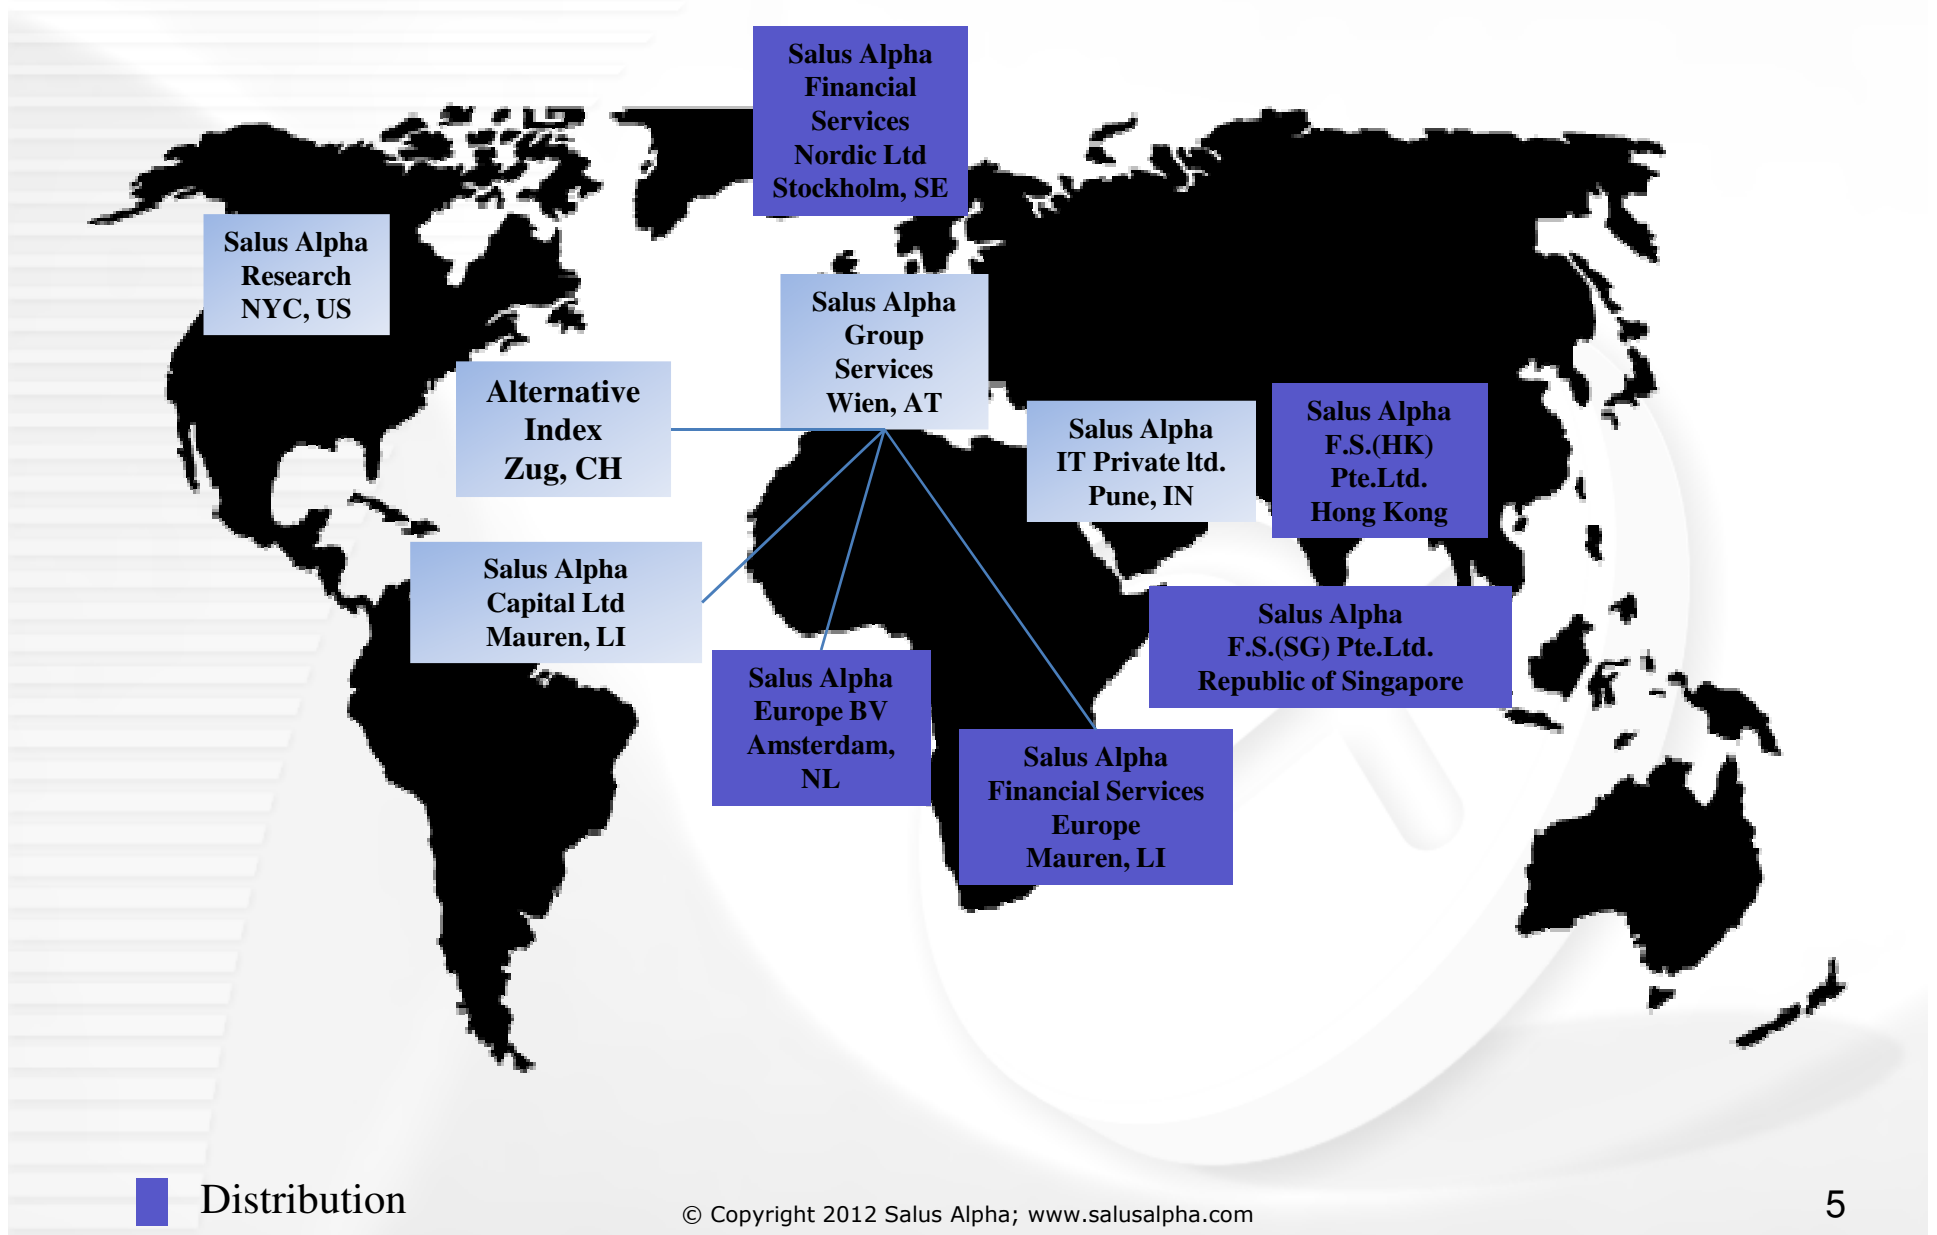 Salus Alpha
Financial
Services
Nordic Ltd
Stockholm, SE
Salus Alpha
Research
NYC, US
Salus Alpha
Group
Services
Wien, AT
Alternative
Index
Zug, CH
Salus Alpha
IT Private ltd.
Pune, IN
Salus Alpha
F.S.(HK)
Pte.Ltd.
Hong Kong
Salus Alpha
Capital Ltd
Mauren, LI
Salus Alpha
F.S.(SG) Pte.Ltd.
Republic of Singapore
Salus Alpha
Europe BV
Amsterdam,
NL
Salus Alpha
Financial Services
Europe
Mauren, LI
Distribution
© Copyright 2012 Salus Alpha; www.salusalpha.com
5